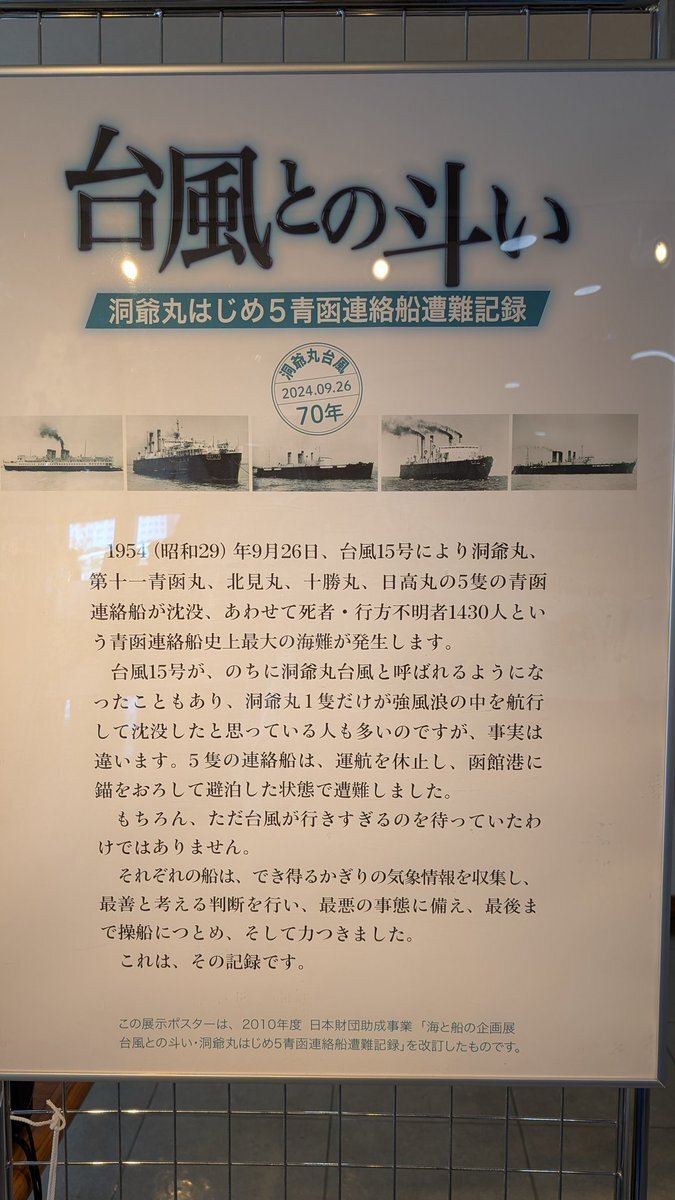 台風との斗い
洞爺丸はじめ5青函連絡船遭難記録
洞爺丸台風
2024.09.26
70年
1954(昭和29)年9月26日、台風15号により洞爺丸、
第十一青函丸、北見丸、十勝丸、日高丸の5隻の青函
連絡船が沈没、あわせて死者・行方不明者1430人とい
う青函連絡船史上最大の海難が発生します。
台風15号が、のちに洞爺丸台風と呼ばれるようにな
ったこともあり、洞爺丸1隻だけが強風浪の中を航行
して沈没したと思っている人も多いのですが、事実は
違います。5隻の連絡船は、運航を休止し、函館港に
錨をおろして避泊した状態で遭難しました。
もちろん、ただ台風が行きすぎるのを待っていたわ
けではありません。
それぞれの船は、でき得るかぎりの気象情報を収集し、
最善と考える判断を行い、最悪の事態に備え、最後ま
で操船につとめ、そして力つきました。
これは、その記録です。
この展示ポスターは、2010年度 日本財団助成事業「海と船の企画展
台風との斗い・洞爺丸はじめ5青函連絡船遭難記録」を改訂したものです。